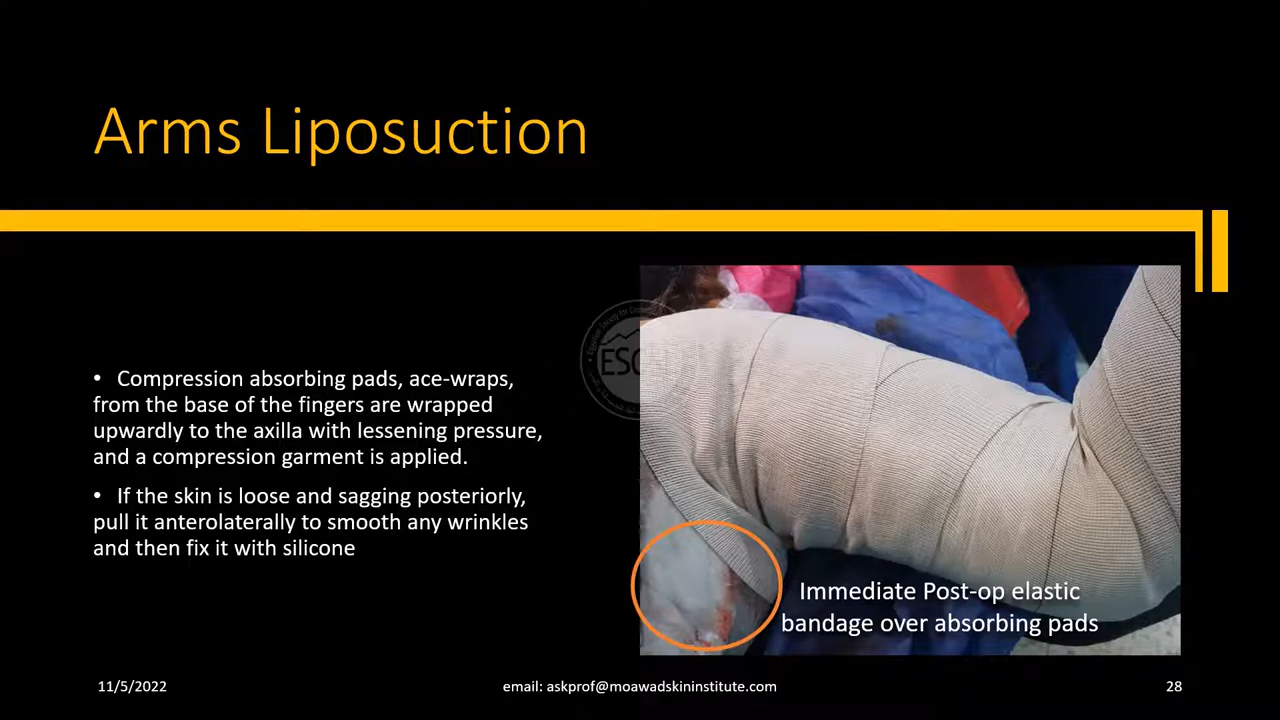 Arms Liposuction
• Compression absorbing pads, ace-wraps,
from the base of the fingers are wrapped
upwardly to the axilla with lessening pressure,
and a compression garment is applied.
• If the skin is loose and sagging posteriorly,
pull it anterolaterally to smooth any wrinkles
and then fix it with silicone
Immediate Post-op elastic
bandage over absorbing pads
11/5/2022
email: askprof@moawadskininstitute.com
28